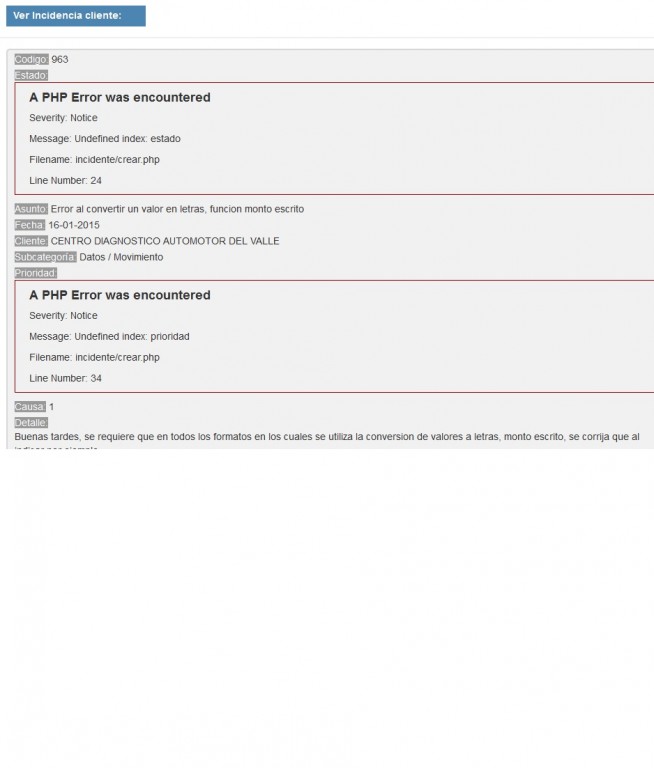 Ver Incidencia cliente:
Codigo: 963
Estado:
A PHP Error was encountered
Severity: Notice
Message: Undefined index: estado
Filename: incidente/crear.php
Line Number: 24
Asunto: Error al convertir un valor en letras, funcion monto escrito
Fecha: 16-01-2015
Cliente: CENTRO DIAGNOSTICO AUTOMOTOR DEL VALLE
Subcategoría: Datos / Movimiento
Prioridad:
A PHP Error was encountered
Severity: Notice
Message: Undefined index: prioridad
Filename: incidente/crear.php
Line Number: 34
Causa: 1
Detalle:
Buenas tardes, se requiere que en todos los formatos en los cuales se utiliza la conversion de valores a letras, monto escrito, se corrija que al